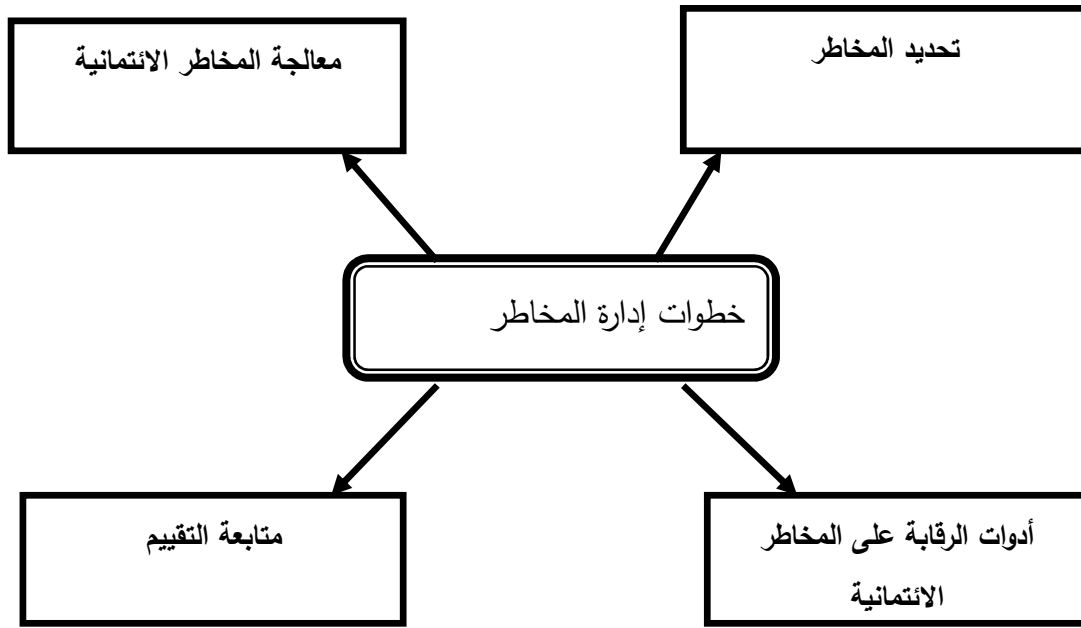 تحديد المخاطر
معالجة المخاطر الائتمانية
خطوات إدارة المخاطر
أدوات الرقابة على المخاطر
الائتمانية
متابعة التقييم